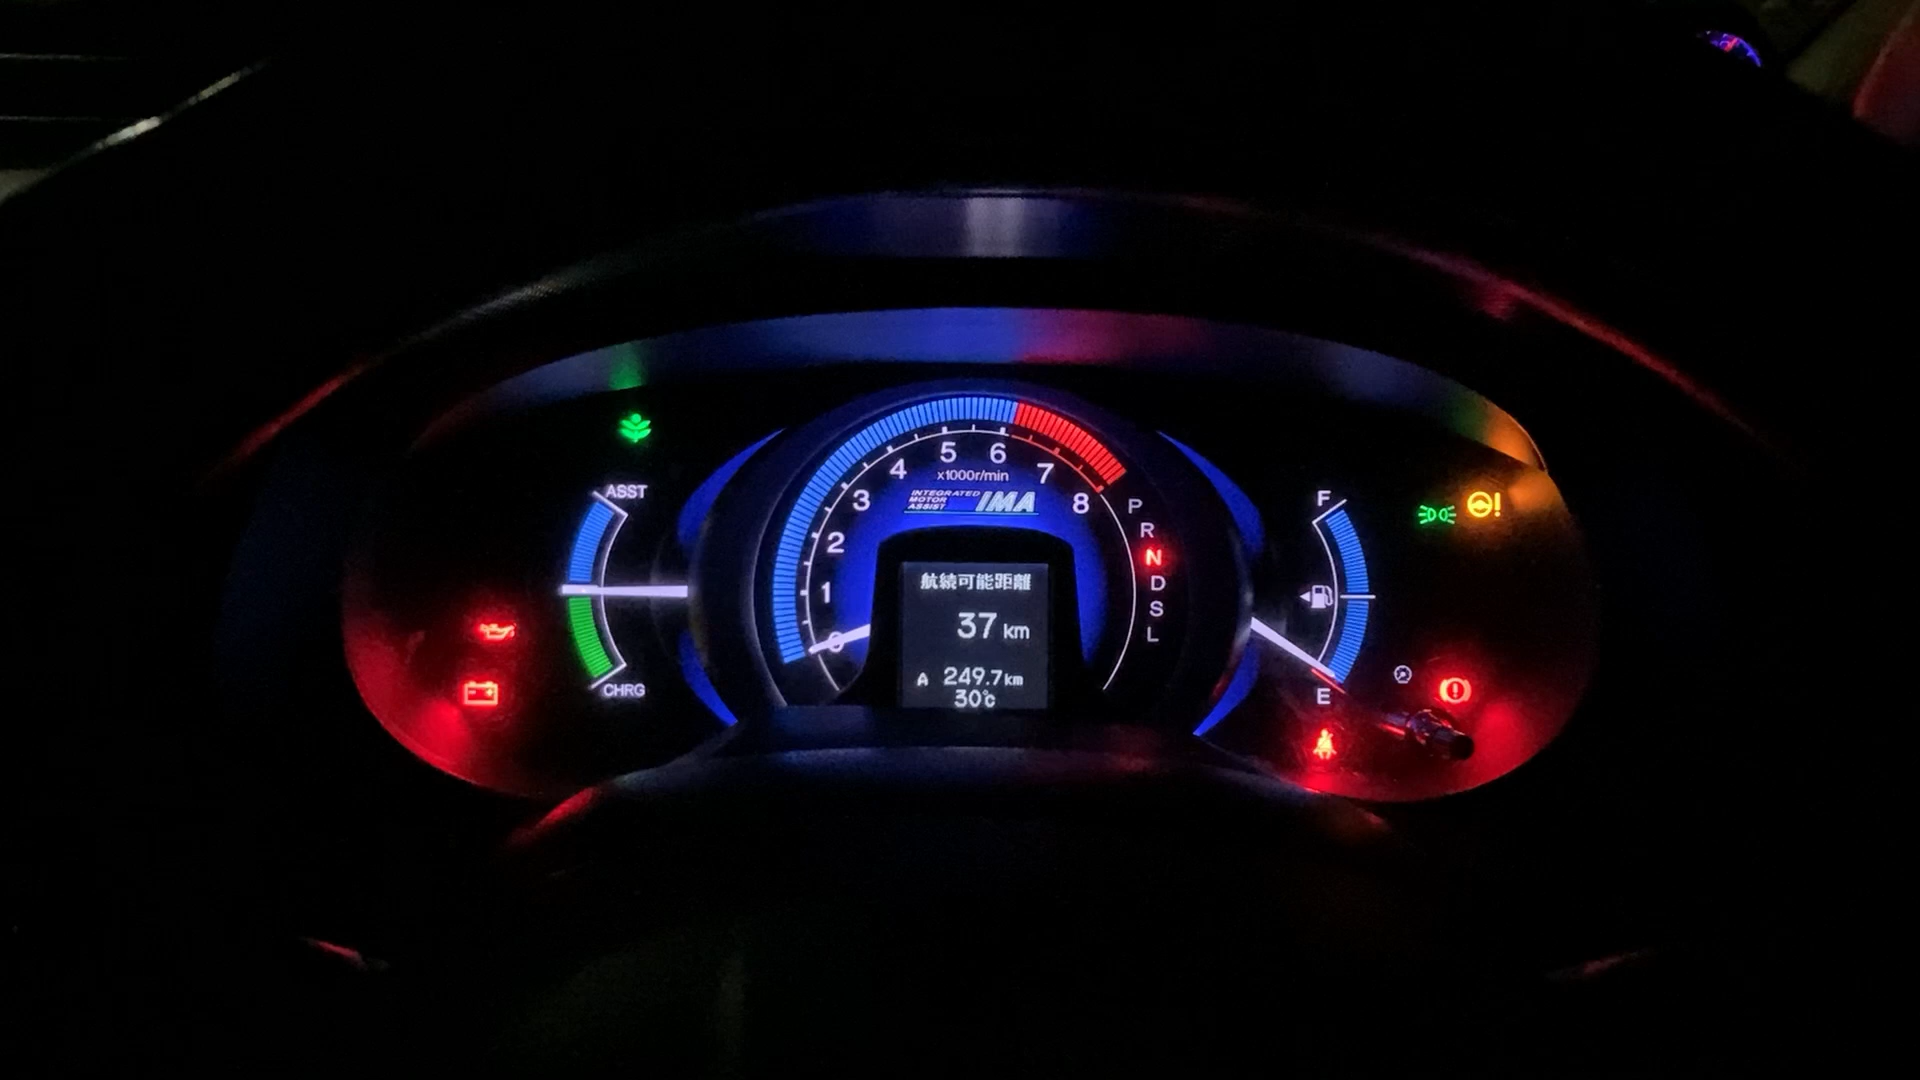 ASST
CHRG
0
1
2
3
4
5
6
7
8
x1000r/min
INTEGRATED
MOTOR
ASSIST
IMA
航続可能距離
37 km
A 249.7km
30℃
P
R
N
D
S
L
F
E